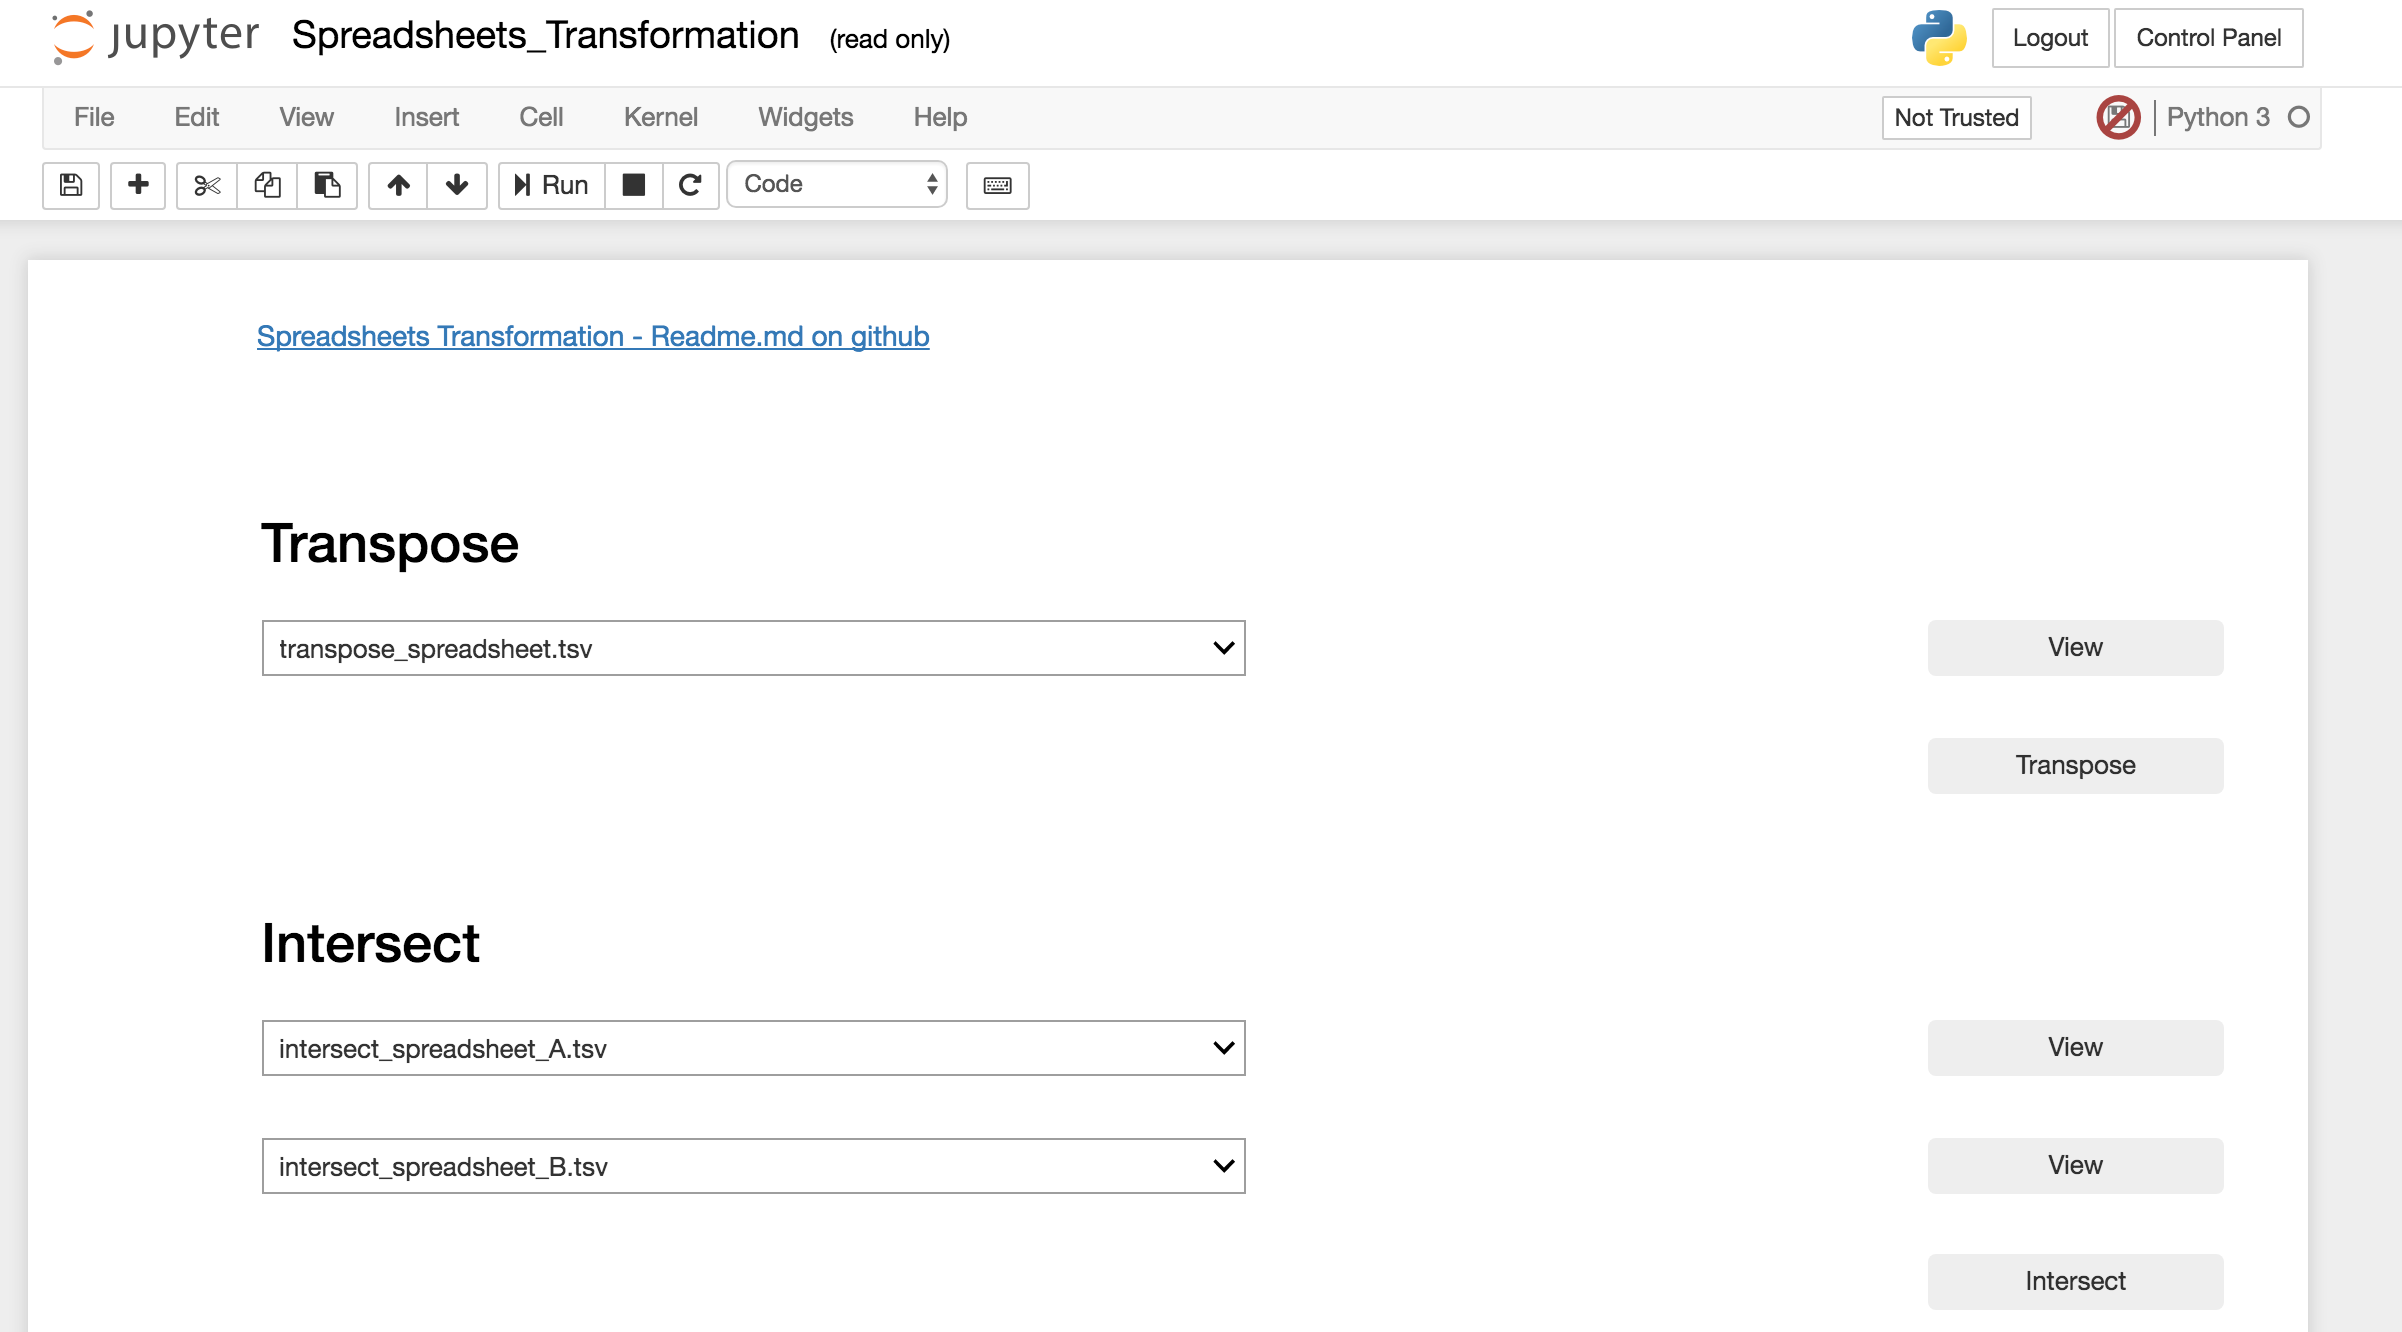 jupyter Spreadsheets_Transformation (read only) Logout Control Panel
File Edit View Insert Cell Kernel Widgets Help Not Trusted Python 3
Run Code
Spreadsheets Transformation - Readme.md on github
Transpose
transpose_spreadsheet.tsv View
Transpose
Intersect
intersect_spreadsheet_A.tsv View
intersect_spreadsheet_B.tsv View
Intersect